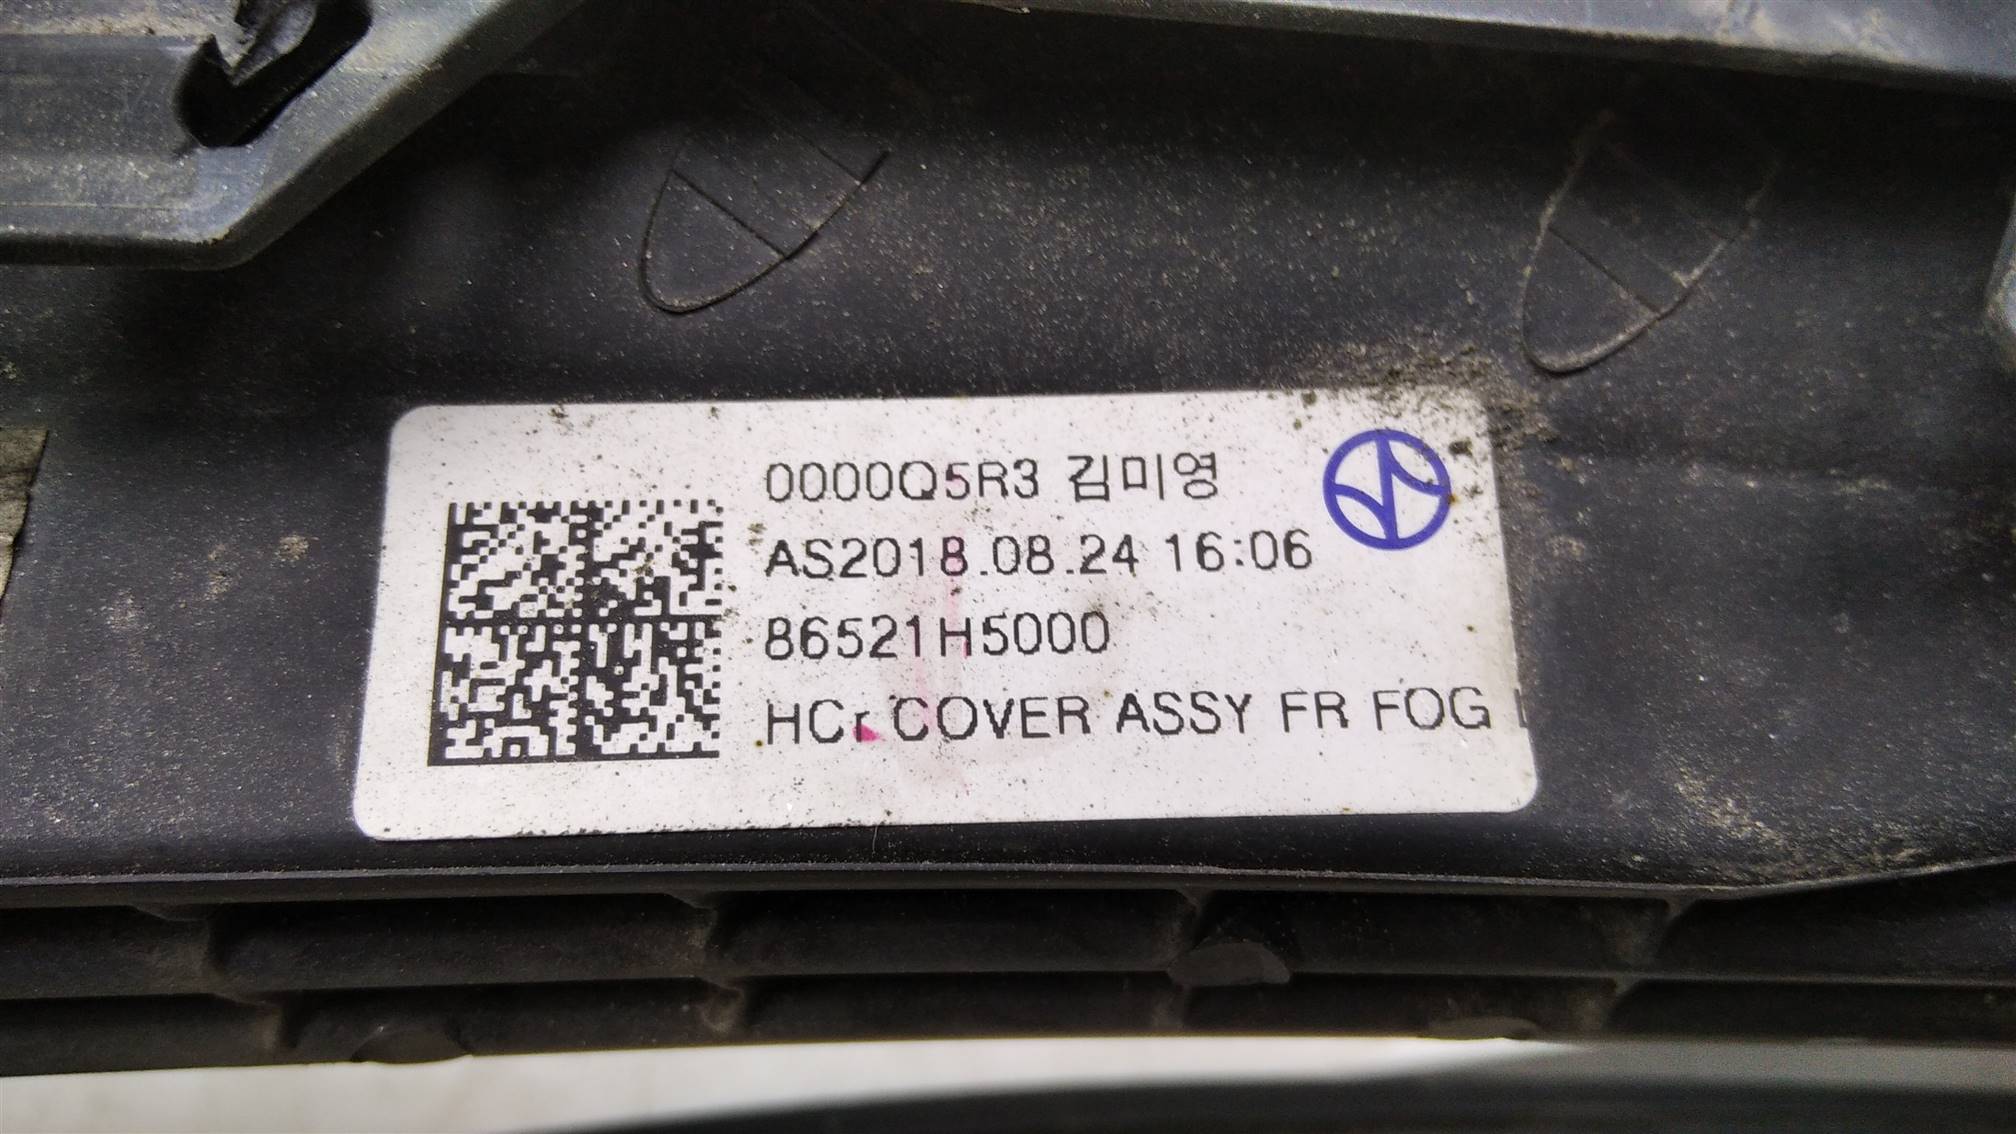 0000Q5R3 김미영
AS2018.08.24 16:06
86521H5000
HCr COVER ASSY FR FOG